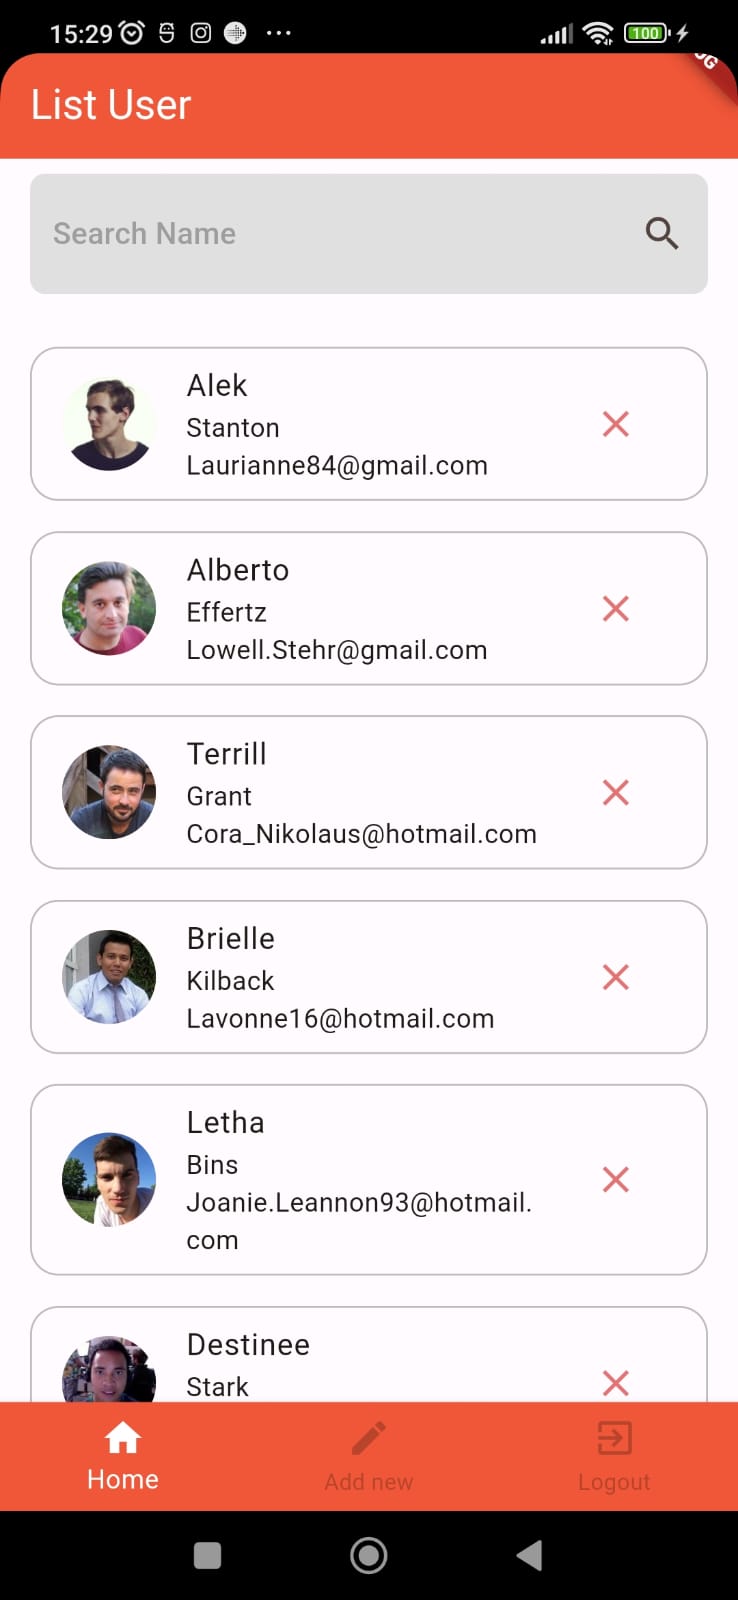 15:29
100
List User
Search Name
Alek
Stanton
Laurianne84@gmail.com
Alberto
Effertz
Lowell.Stehr@gmail.com
Terrill
Grant
Cora_Nikolaus@hotmail.com
Brielle
Kilback
Lavonne16@hotmail.com
Letha
Bins
Joanie.Leannon93@hotmail.
com
Destinee
Stark
Home
Add new
Logout